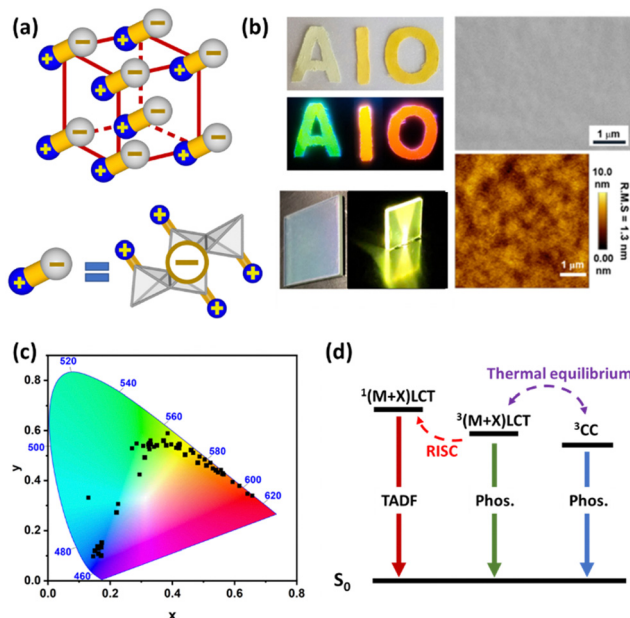 (a)
+ −
+ −
+ −
+ −
+ −
+ −
+ −
+ −
+ − = + + − + +
(b)
AIO
AIO
1 μm
10.0
nm
R.M.S = 1.3 nm
0.00
nm
1 μm
(c)
y
0.8
0.6
0.4
0.2
0.0
0.0 0.2 0.4 0.6 0.8
x
520
540
560
500
580
600
620
480
460
(d)
Thermal equilibrium
¹(M+X)LCT
³(M+X)LCT
³CC
RISC
TADF Phos. Phos.
S₀